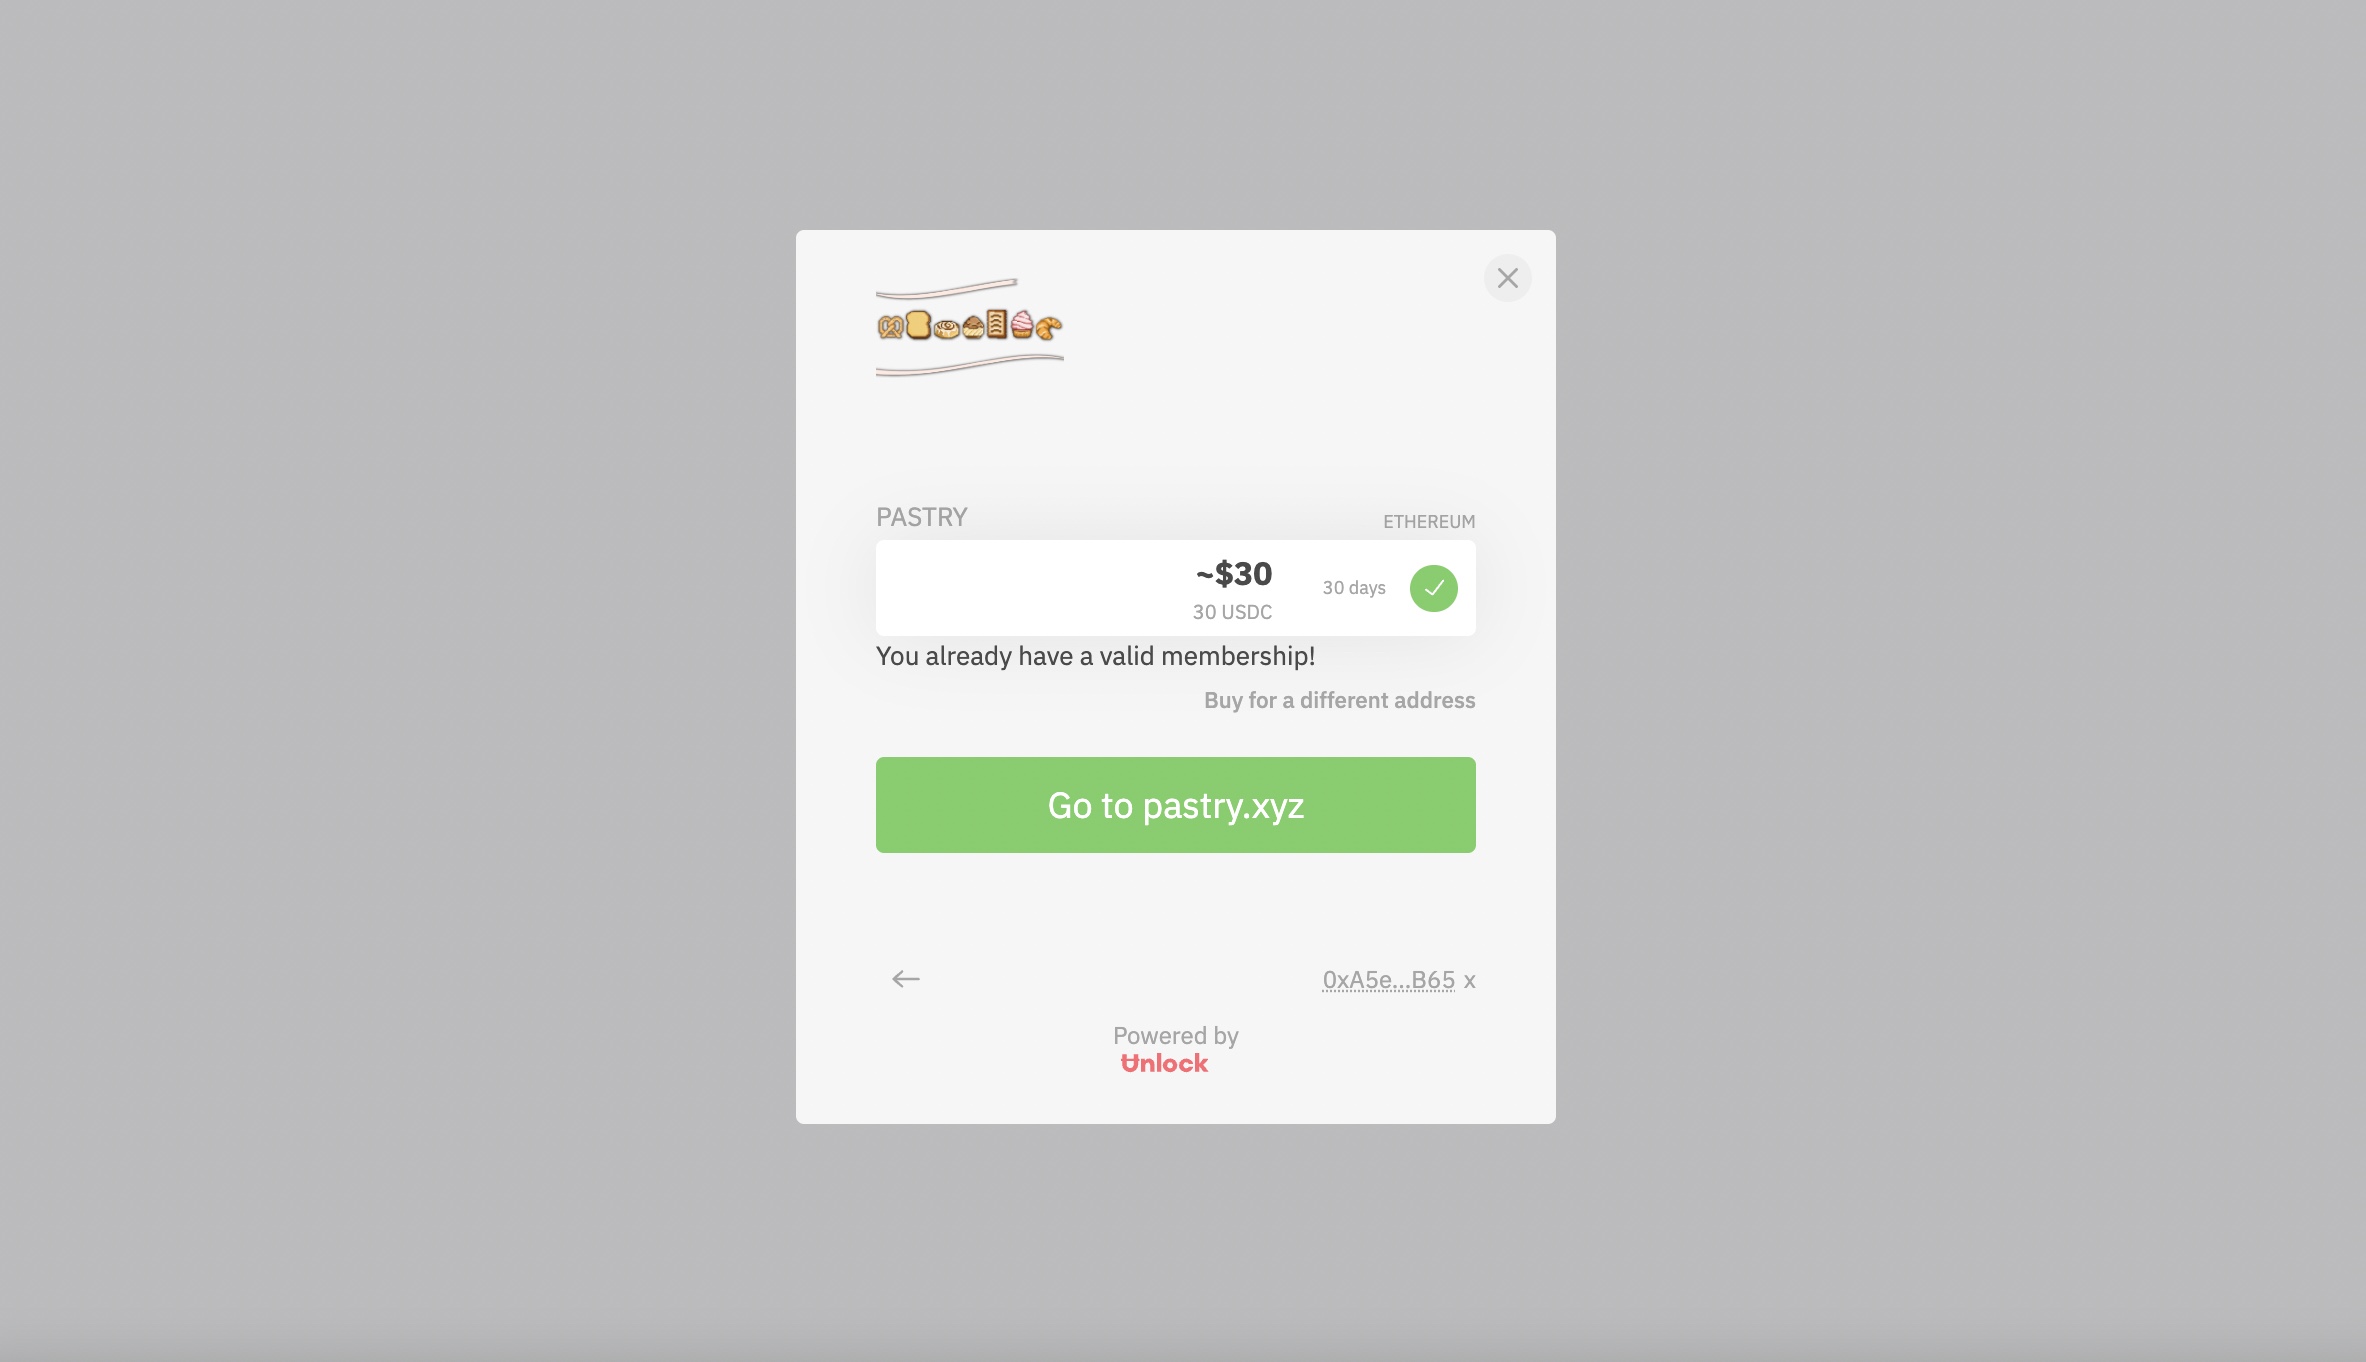 PASTRY
ETHEREUM
~$30
30 USDC
30 days
You already have a valid membership!
Buy for a different address
Go to pastry.xyz
0xA5e...B65 x
Powered by
Unlock